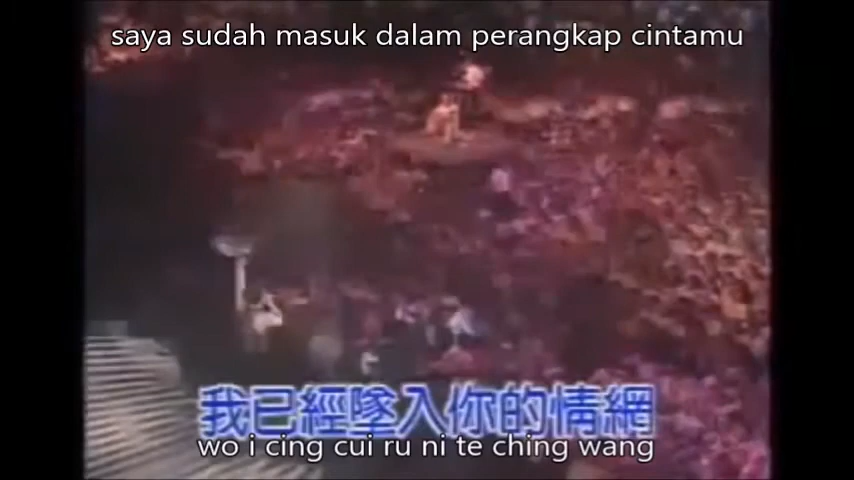 saya sudah masuk dalam perangkap cintamu
我已經墜入你的情網
wo i cing cui ru ni te ching wang